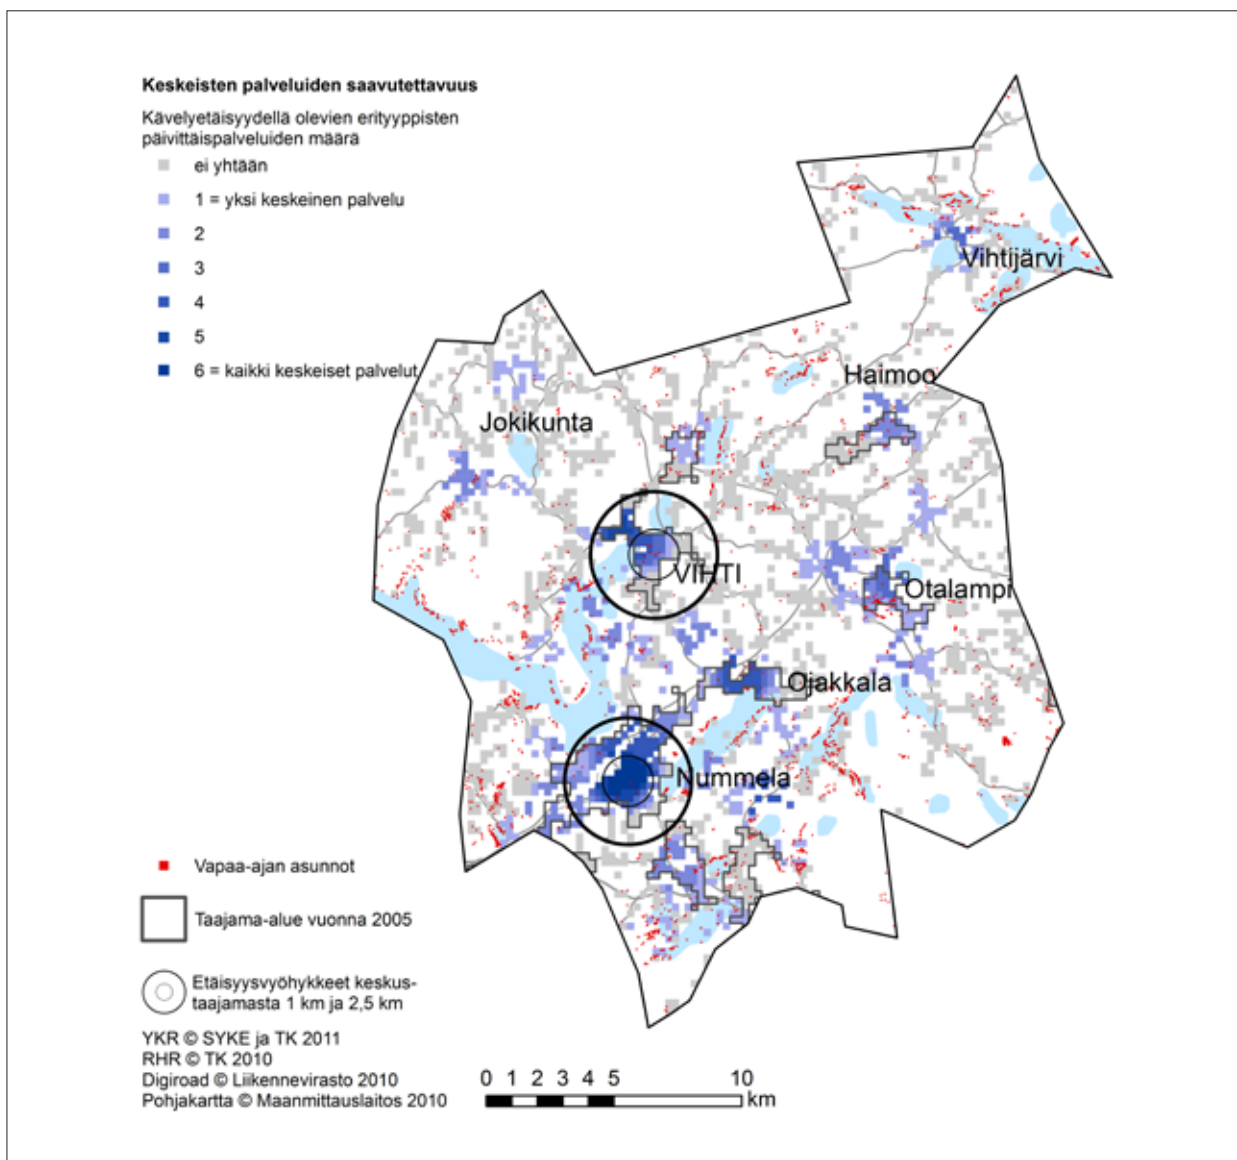 Keskeisten palveluiden saavutettavuus
Kävelyetäisyydellä olevien erityyppisten
päivittäispalveluiden määrä
ei yhtään
1 = yksi keskeinen palvelu
2
3
4
5
6 = kaikki keskeiset palvelut
Vihtijärvi
Haimoo
Jokikunta
VIHTI
Otalampi
Ojakkala
Nummela
Vapaa-ajan asunnot
Taajama-alue vuonna 2005
Etäisyysvyöhykkeet keskus-
taajamasta 1 km ja 2,5 km
YKR © SYKE ja TK 2011
RHR © TK 2010
Digiroad © Liikennevirasto 2010
Pohjakartta © Maanmittauslaitos 2010
0 1 2 3 4 5 10
km